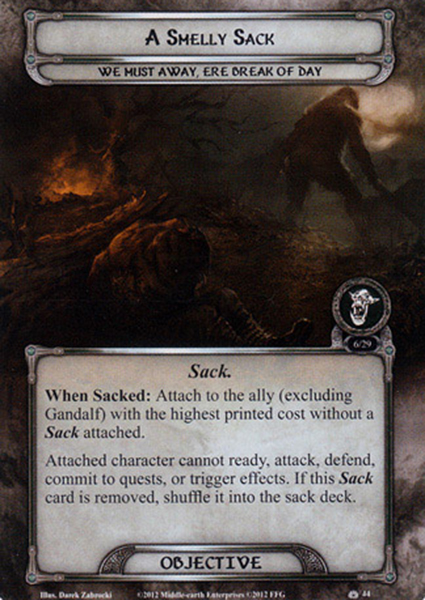 A Smelly Sack
We Must Away, Ere Break of Day
6/29
Sack.
When Sacked: Attach to the ally (excluding
Gandalf) with the highest printed cost without a
Sack attached.
Attached character cannot ready, attack, defend,
commit to quests, or trigger effects. If this Sack
card is removed, shuffle it into the sack deck.
Objective
Illus. Darek Zabrocki ©2012 Middle-earth Enterprises ©2012 FFG 44